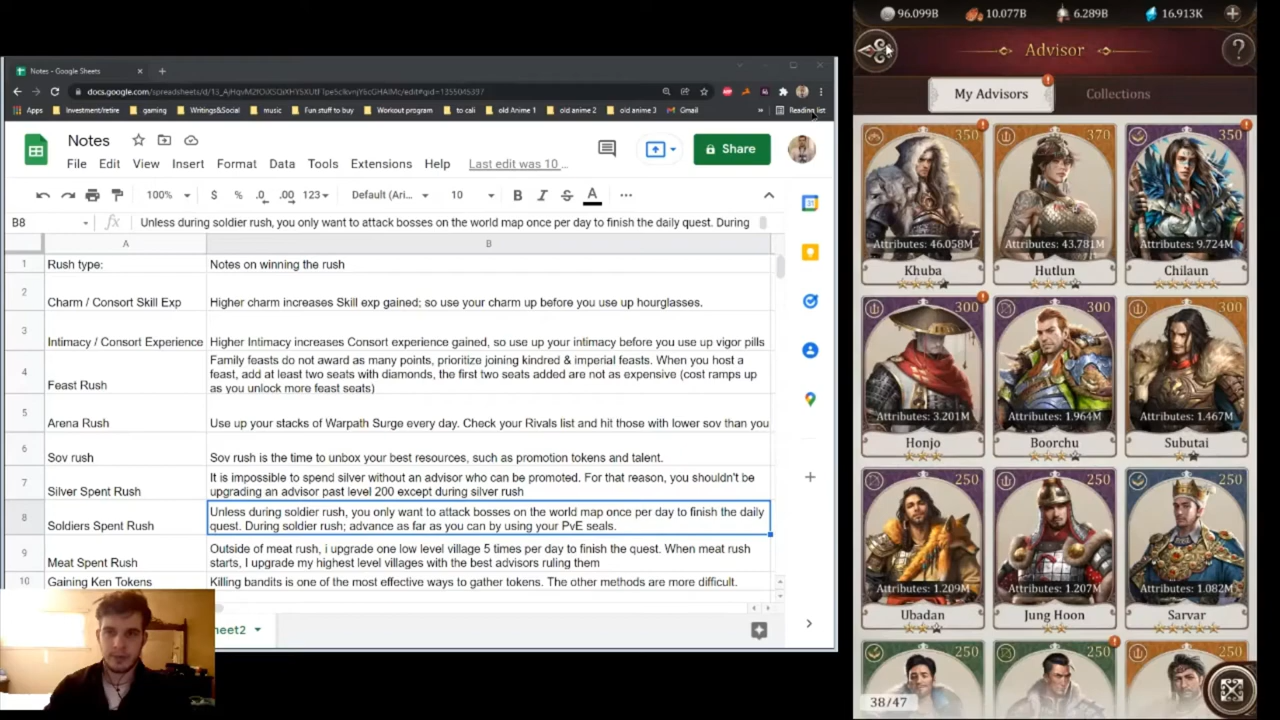 Notes - Google Sheets
Apps
Investment/retire
gaming
Writings&Social
music
Fun stuff to buy
Workout program
to cali
old Anime 1
old anime 2
old anime 3
Gmail
»
Reading list
Notes
File Edit View Insert Format Data Tools Extensions Help Last edit was 10 ...
Share
100% $ % .0 .00 123 Default (Ari... 10 B I S A
B8 fx Unless during soldier rush, you only want to attack bosses on the world map once per day to finish the daily quest. During
A B
1 Rush type: Notes on winning the rush
2 Charm / Consort Skill Exp Higher charm increases Skill exp gained; so use your charm up before you use up hourglasses.
3 Intimacy / Consort Experience Higher Intimacy increases Consort experience gained, so use up your intimacy before you use up vigor pills
Family feasts do not award as many points, prioritize joining kindred & imperial feasts. When you host a
4 feast, add at least two seats with diamonds, the first two seats added are not as expensive (cost ramps up
Feast Rush as you unlock more feast seats)
5 Arena Rush Use up your stacks of Warpath Surge every day. Check your Rivals list and hit those with lower sov than you
6 Sov rush Sov rush is the time to unbox your best resources, such as promotion tokens and talent.
7 It is impossible to spend silver without an advisor who can be promoted. For that reason, you shouldn't be
Silver Spent Rush upgrading an advisor past level 200 except during silver rush
8 Unless during soldier rush, you only want to attack bosses on the world map once per day to finish the daily
Soldiers Spent Rush quest. During soldier rush; advance as far as you can by using your PvE seals.
9 Outside of meat rush, i upgrade one low level village 5 times per day to finish the quest. When meat rush
Meat Spent Rush starts, I upgrade my highest level villages with the best advisors ruling them
10 Gaining Ken Tokens Killing bandits is one of the most effective ways to gather tokens. The other methods are more difficult.
heet2
96.099B 10.077B 6.289B 16.913K
Advisor
?
My Advisors Collections
350 370 350
Attributes: 46.058M Attributes: 43.781M Attributes: 9.724M
Khuba Hutlun Chilaun
300 300 300
Attributes: 3.201M Attributes: 1.964M Attributes: 1.467M
Honjo Boorchu Subutai
250 250 250
Attributes: 1.209M Attributes: 1.207M Attributes: 1.082M
Ubadan Jung Hoon Sarvar
250 250 250
38/47